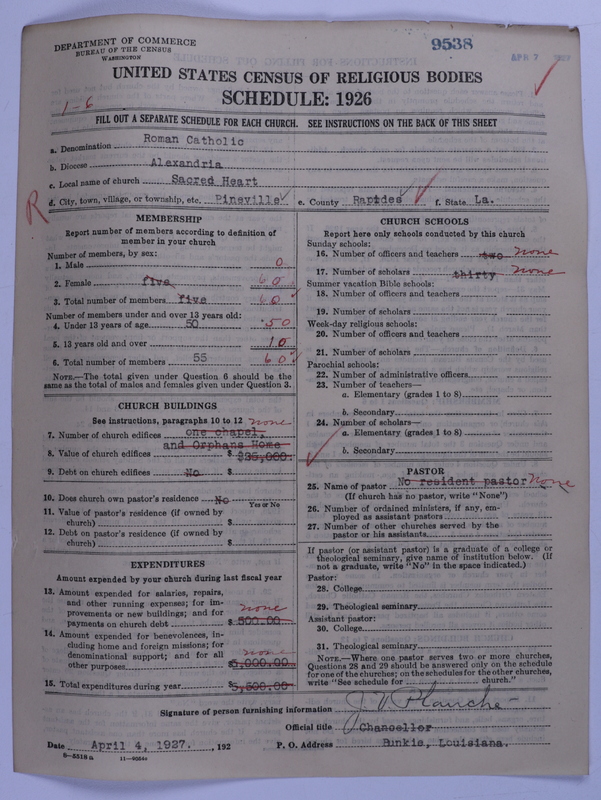 DEPARTMENT OF COMMERCE
BUREAU OF THE CENSUS
WASHINGTON
9538
APR 7 1927
UNITED STATES CENSUS OF RELIGIOUS BODIES
SCHEDULE: 1926
1-6
FILL OUT A SEPARATE SCHEDULE FOR EACH CHURCH. SEE INSTRUCTIONS ON THE BACK OF THIS SHEET
a. Denomination Roman Catholic
b. Diocese Alexandria
c. Local name of church Sacred Heart
R d. City, town, village, or township, etc. Pineville e. County Rapides f. State La.
MEMBERSHIP
Report number of members according to definition of
member in your church
Number of members, by sex:
1. Male 0
2. Female five 60
3. Total number of members five 60
Number of members under and over 13 years old:
4. Under 13 years of age 50 50
5. 13 years old and over 10
6. Total number of members 55 60
NOTE.—The total given under Question 6 should be the
same as the total of males and females given under Question 3.
CHURCH BUILDINGS
See instructions, paragraphs 10 to 12 none
7. Number of church edifices one chapel,
and Orphans Home
8. Value of church edifices $35,000.
9. Debt on church edifices No $
10. Does church own pastor's residence No
Yes or No
11. Value of pastor's residence (if owned by
church) $
12. Debt on pastor's residence (if owned by
church) $
EXPENDITURES
Amount expended by your church during last fiscal year
13. Amount expended for salaries, repairs,
and other running expenses; for im-
provements or new buildings; and for none
payments on church debt $500.00
14. Amount expended for benevolences, in-
cluding home and foreign missions; for
denominational support; and for all none
other purposes $5,000.00
15. Total expenditures during year $5,500.00
CHURCH SCHOOLS
Report here only schools conducted by this church
Sunday schools:
16. Number of officers and teachers two none
17. Number of scholars thirty none
Summer vacation Bible schools:
18. Number of officers and teachers
19. Number of scholars
Week-day religious schools:
20. Number of officers and teachers
21. Number of scholars
Parochial schools:
22. Number of administrative officers
23. Number of teachers—
a. Elementary (grades 1 to 8)
b. Secondary
24. Number of scholars—
a. Elementary (grades 1 to 8)
b. Secondary
PASTOR
25. Name of pastor No resident pastor none
(If church has no pastor, write "None")
26. Number of ordained ministers, if any, em-
ployed as assistant pastors
27. Number of other churches served by the
pastor or his assistants
If pastor (or assistant pastor) is a graduate of a college or
theological seminary, give name of institution below. (If
not a graduate, write "No" in the space indicated.)
Pastor:
28. College
29. Theological seminary
Assistant pastor:
30. College
31. Theological seminary
NOTE.—Where one pastor serves two or more churches,
Questions 28 and 29 should be answered only on the schedule
for one of the churches; on the schedules for the other churches,
write "See schedule for church."
Signature of person furnishing information J. V. Plauche
Official title Chancellor
Date April 4, 1927. , 192 P. O. Address Bunkie, Louisiana.
8—5518 a 11—9054c